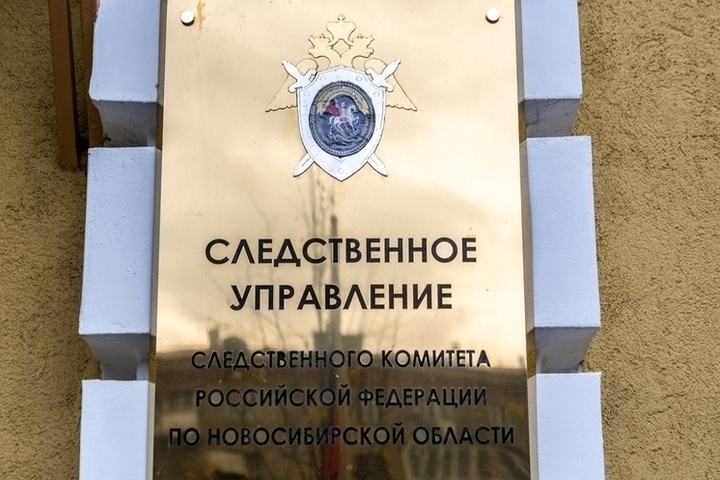 СЛЕДСТВЕННОЕ
УПРАВЛЕНИЕ
СЛЕДСТВЕННОГО КОМИТЕТА
РОССИЙСКОЙ ФЕДЕРАЦИИ
ПО НОВОСИБИРСКОЙ ОБЛАСТИ